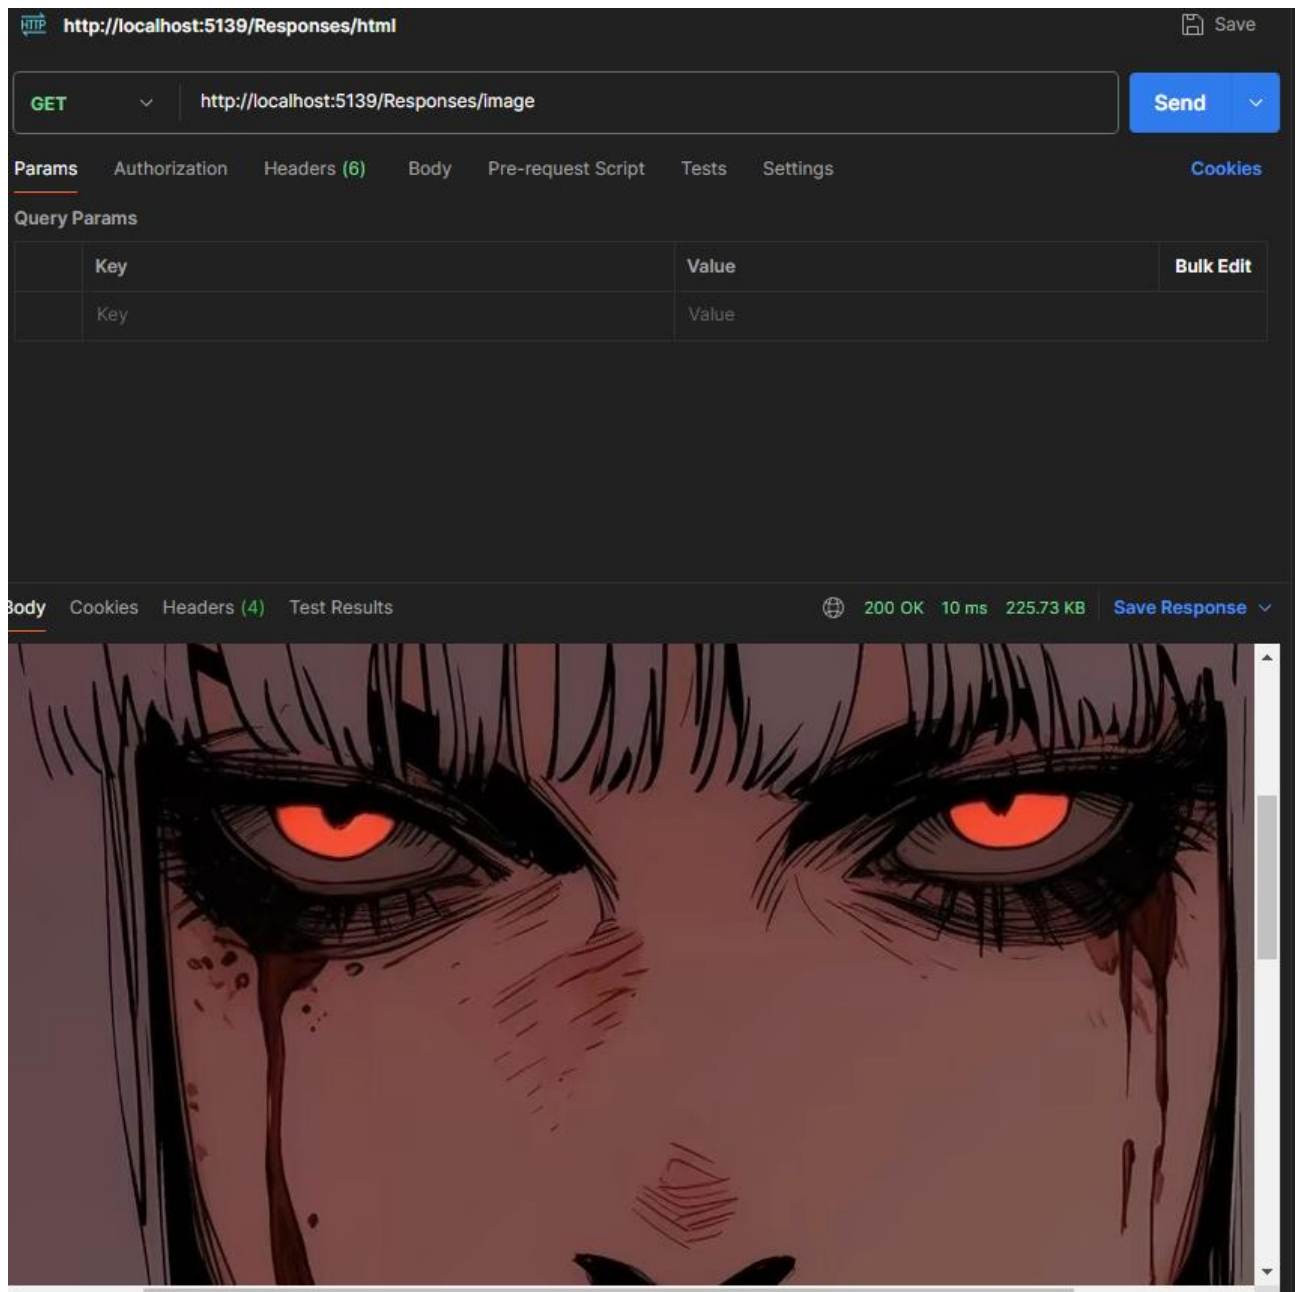 HTTP http://localhost:5139/Responses/html Save
GET http://localhost:5139/Responses/image Send
Params Authorization Headers (6) Body Pre-request Script Tests Settings Cookies
Query Params
Key Value Bulk Edit
Key Value
Body Cookies Headers (4) Test Results 200 OK 10 ms 225.73 KB Save Response